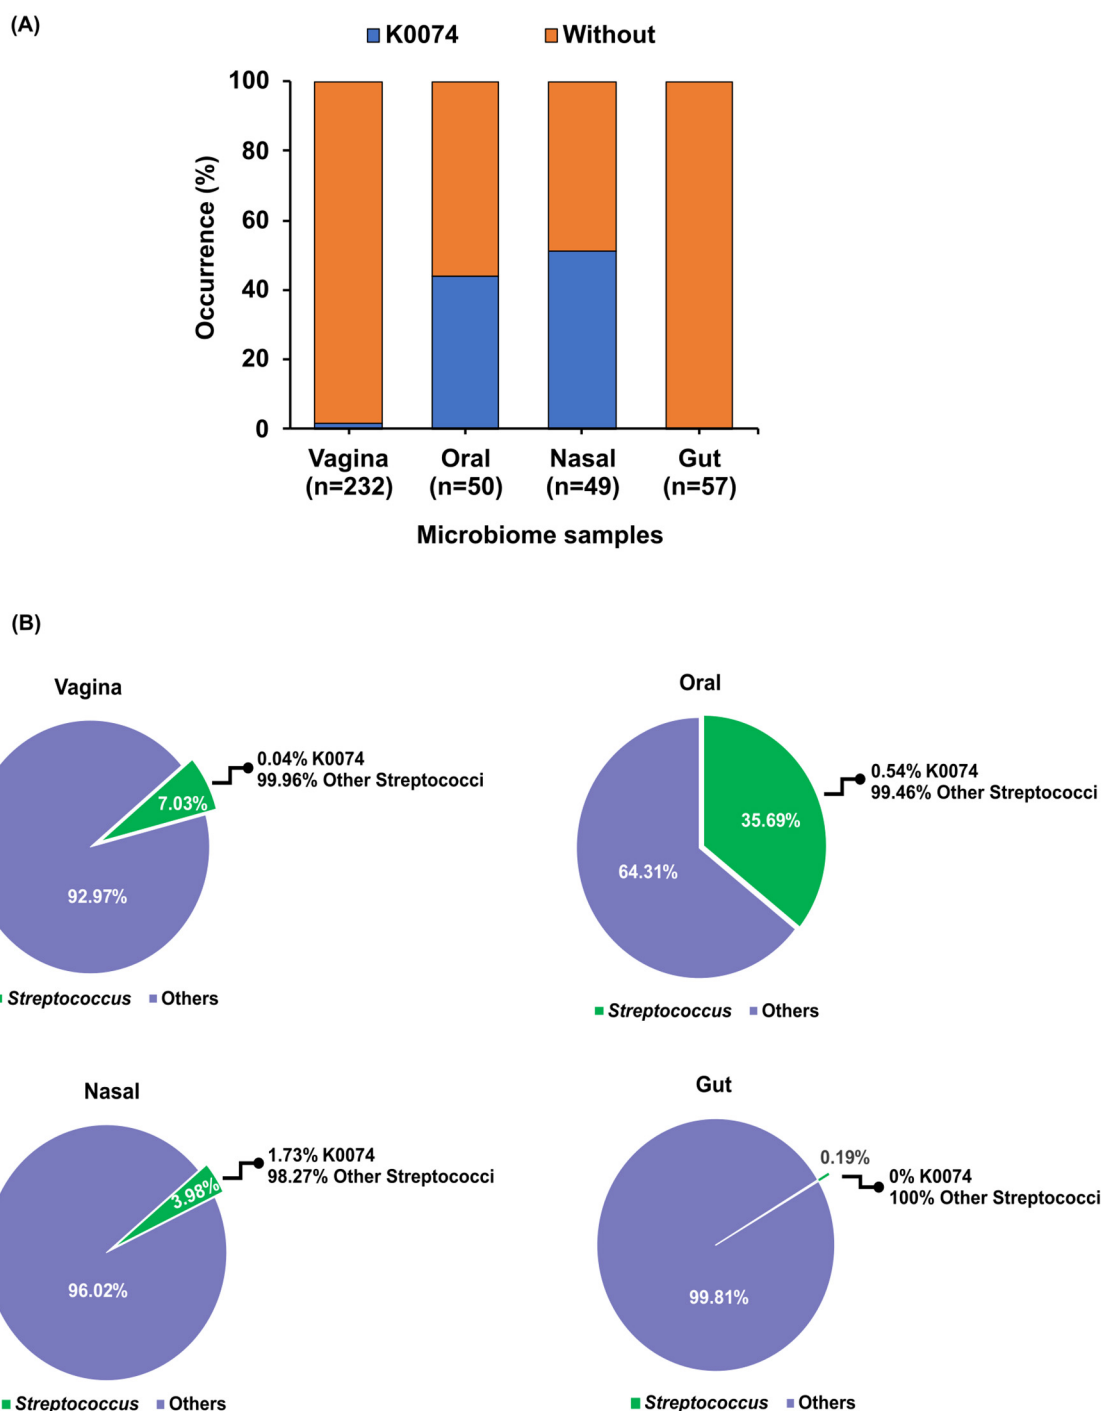 (A)
K0074 Without
100
80
60
40
20
0
Occurrence (%)
Vagina Oral Nasal Gut
(n=232) (n=50) (n=49) (n=57)
Microbiome samples
(B)
Vagina
0.04% K0074
99.96% Other Streptococci
7.03%
92.97%
Streptococcus Others
Oral
0.54% K0074
99.46% Other Streptococci
35.69%
64.31%
Streptococcus Others
Nasal
1.73% K0074
98.27% Other Streptococci
3.98%
96.02%
Streptococcus Others
Gut
0.19%
0% K0074
100% Other Streptococci
99.81%
Streptococcus Others